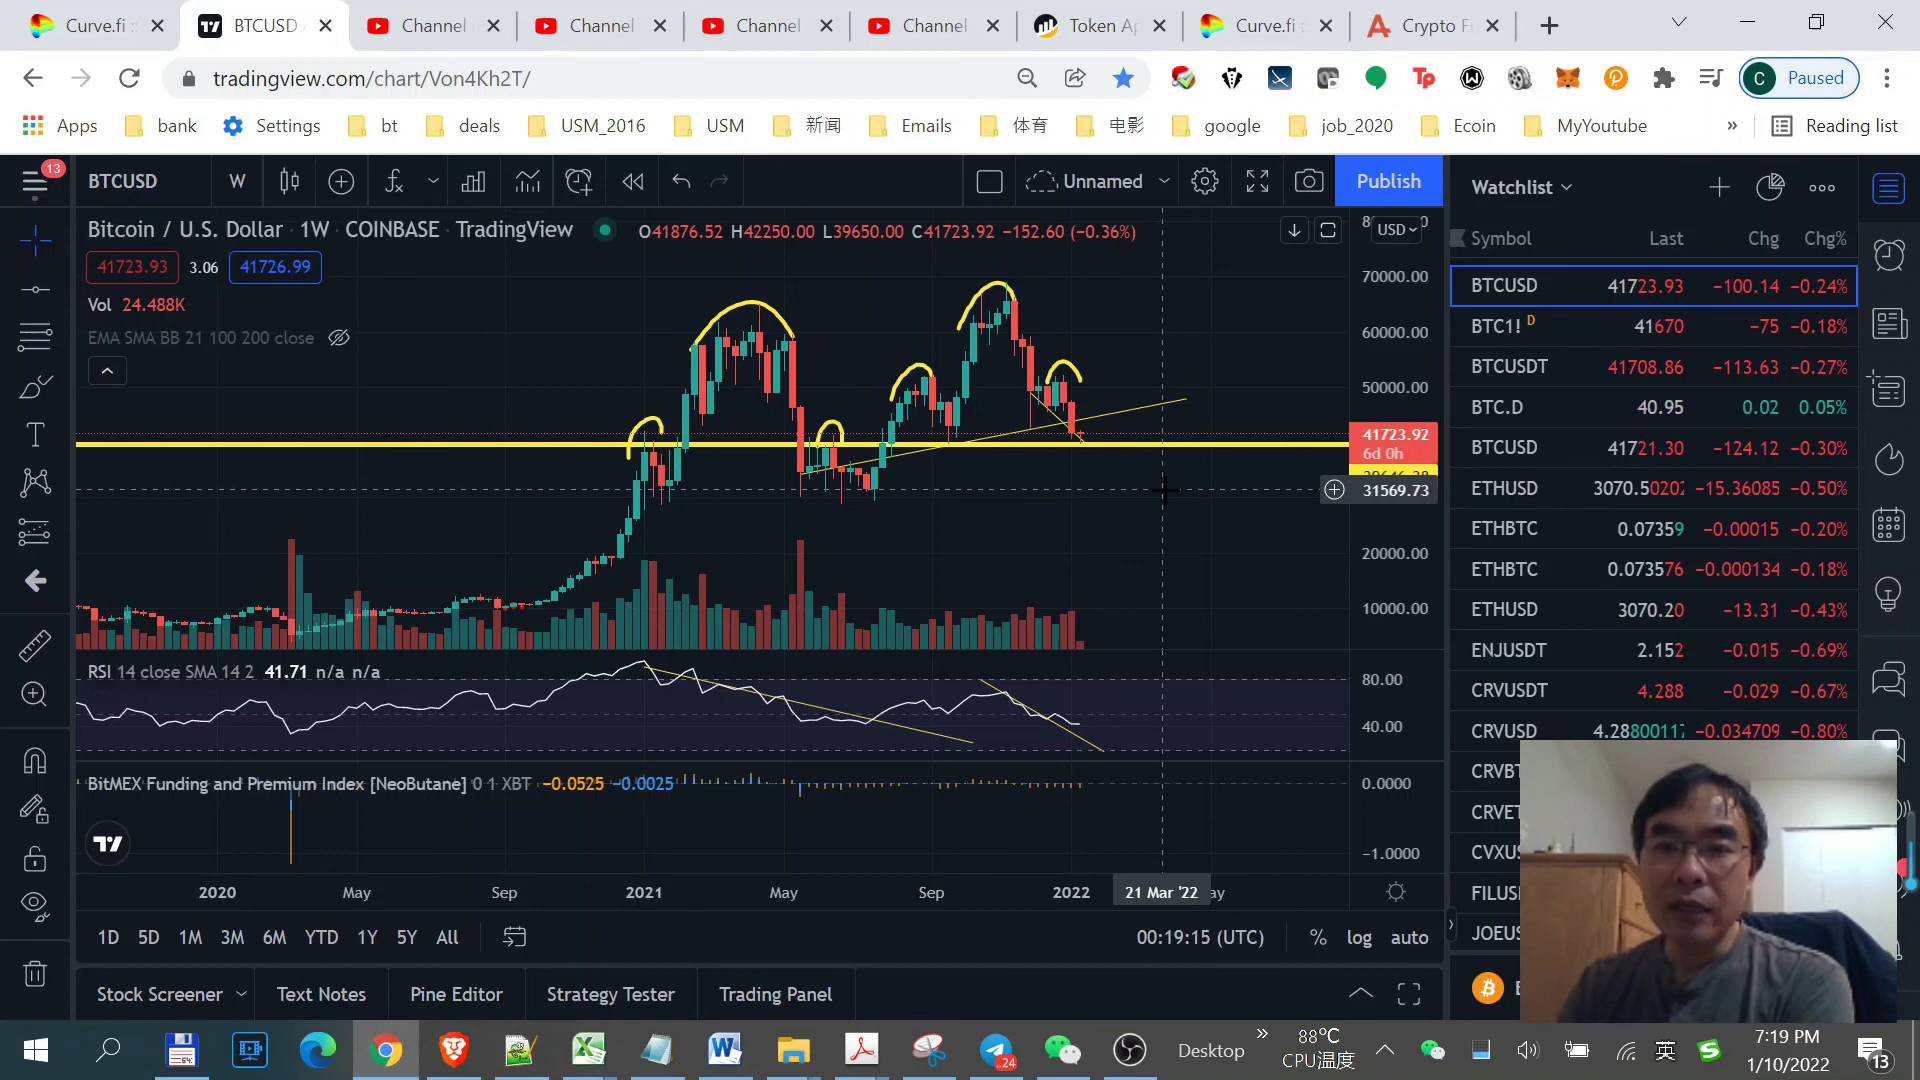 Curve.fi :
BTCUSD
Channel
Channel
Channel
Channel
Token Ap
Curve.fi :
Crypto F
tradingview.com/chart/Von4Kh2T/
C Paused
Apps bank Settings bt deals USM_2016 USM 新闻 Emails 体育 电影 google job_2020 Ecoin MyYoutube » Reading list
13
BTCUSD W Unnamed Publish
Bitcoin / U.S. Dollar · 1W · COINBASE · TradingView O41876.52 H42250.00 L39650.00 C41723.92 −152.60 (−0.36%)
41723.93 3.06 41726.99
Vol 24.488K
EMA SMA BB 21 100 200 close
USD
70000.00
60000.00
50000.00
41723.92
6d 0h
31569.73
20000.00
10000.00
RSI 14 close SMA 14 2 41.71 n/a n/a
80.00
40.00
BitMEX Funding and Premium Index [NeoButane] 0 1 XBT −0.0525 −0.0025
0.0000
−1.0000
2020 May Sep 2021 May Sep 2022 21 Mar '22 ay
1D 5D 1M 3M 6M YTD 1Y 5Y All 00:19:15 (UTC) % log auto
Stock Screener Text Notes Pine Editor Strategy Tester Trading Panel
Watchlist
Symbol Last Chg Chg%
BTCUSD 41723.93 −100.14 −0.24%
BTC1! D 41670 −75 −0.18%
BTCUSDT 41708.86 −113.63 −0.27%
BTC.D 40.95 0.02 0.05%
BTCUSD 41721.30 −124.12 −0.30%
ETHUSD 3070.50202 −15.36085 −0.50%
ETHBTC 0.07359 −0.00015 −0.20%
ETHBTC 0.073576 −0.000134 −0.18%
ETHUSD 3070.20 −13.31 −0.43%
ENJUSDT 2.152 −0.015 −0.69%
CRVUSDT 4.288 −0.029 −0.67%
CRVUSD 4.28800117 −0.034709 −0.80%
CRVBT
CRVET
CVXUS
FILUS
JOEUS
24
Desktop » 88°C
CPU温度
英
7:19 PM
1/10/2022
13